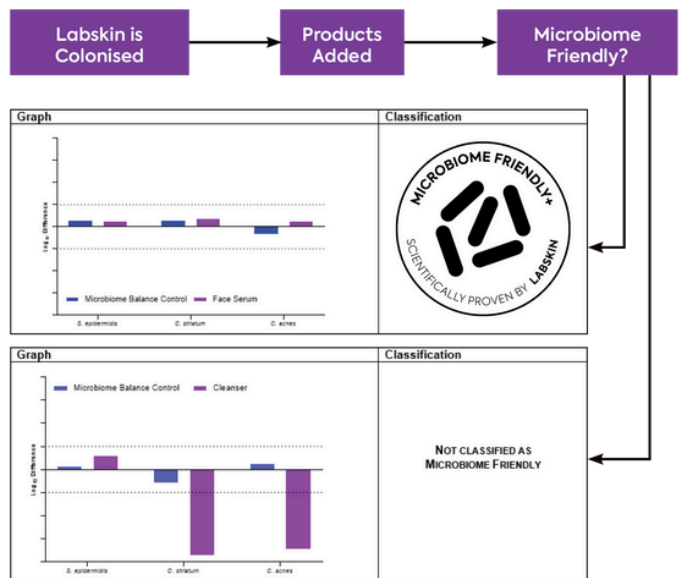 Labskin is
Colonised
Products
Added
Microbiome
Friendly?
Graph
Classification
Log10 Difference
Microbiome Balance Control
Face Serum
S. epidermidis
C. striatum
C. acnes
MICROBIOME FRIENDLY+
SCIENTIFICALLY PROVEN BY LABSKIN
Graph
Classification
Microbiome Balance Control
Cleanser
Log10 Difference
S. epidermidis
C. striatum
C. acnes
NOT CLASSIFIED AS
MICROBIOME FRIENDLY